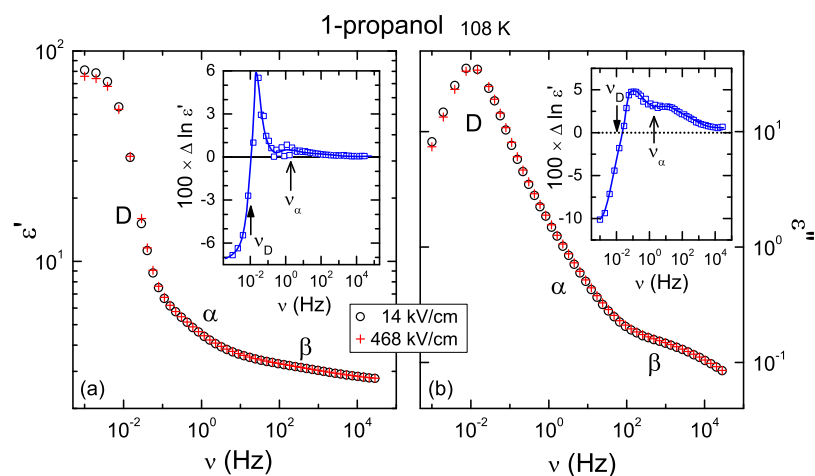 1-propanol 108 K
10²
10¹
ε'
10⁻²
10⁰
10²
10⁴
ν (Hz)
(a)
D
α
β
6
3
0
-3
-6
100 × Δ ln ε'
10⁻²
10⁰
10²
10⁴
ν (Hz)
ν_D
ν_α
14 kV/cm
468 kV/cm
10¹
10⁰
10⁻¹
ε"
10⁻²
10⁰
10²
10⁴
ν (Hz)
(b)
D
α
β
5
0
-5
-10
100 × Δ ln ε'
10⁻²
10⁰
10²
10⁴
ν (Hz)
ν_D
ν_α